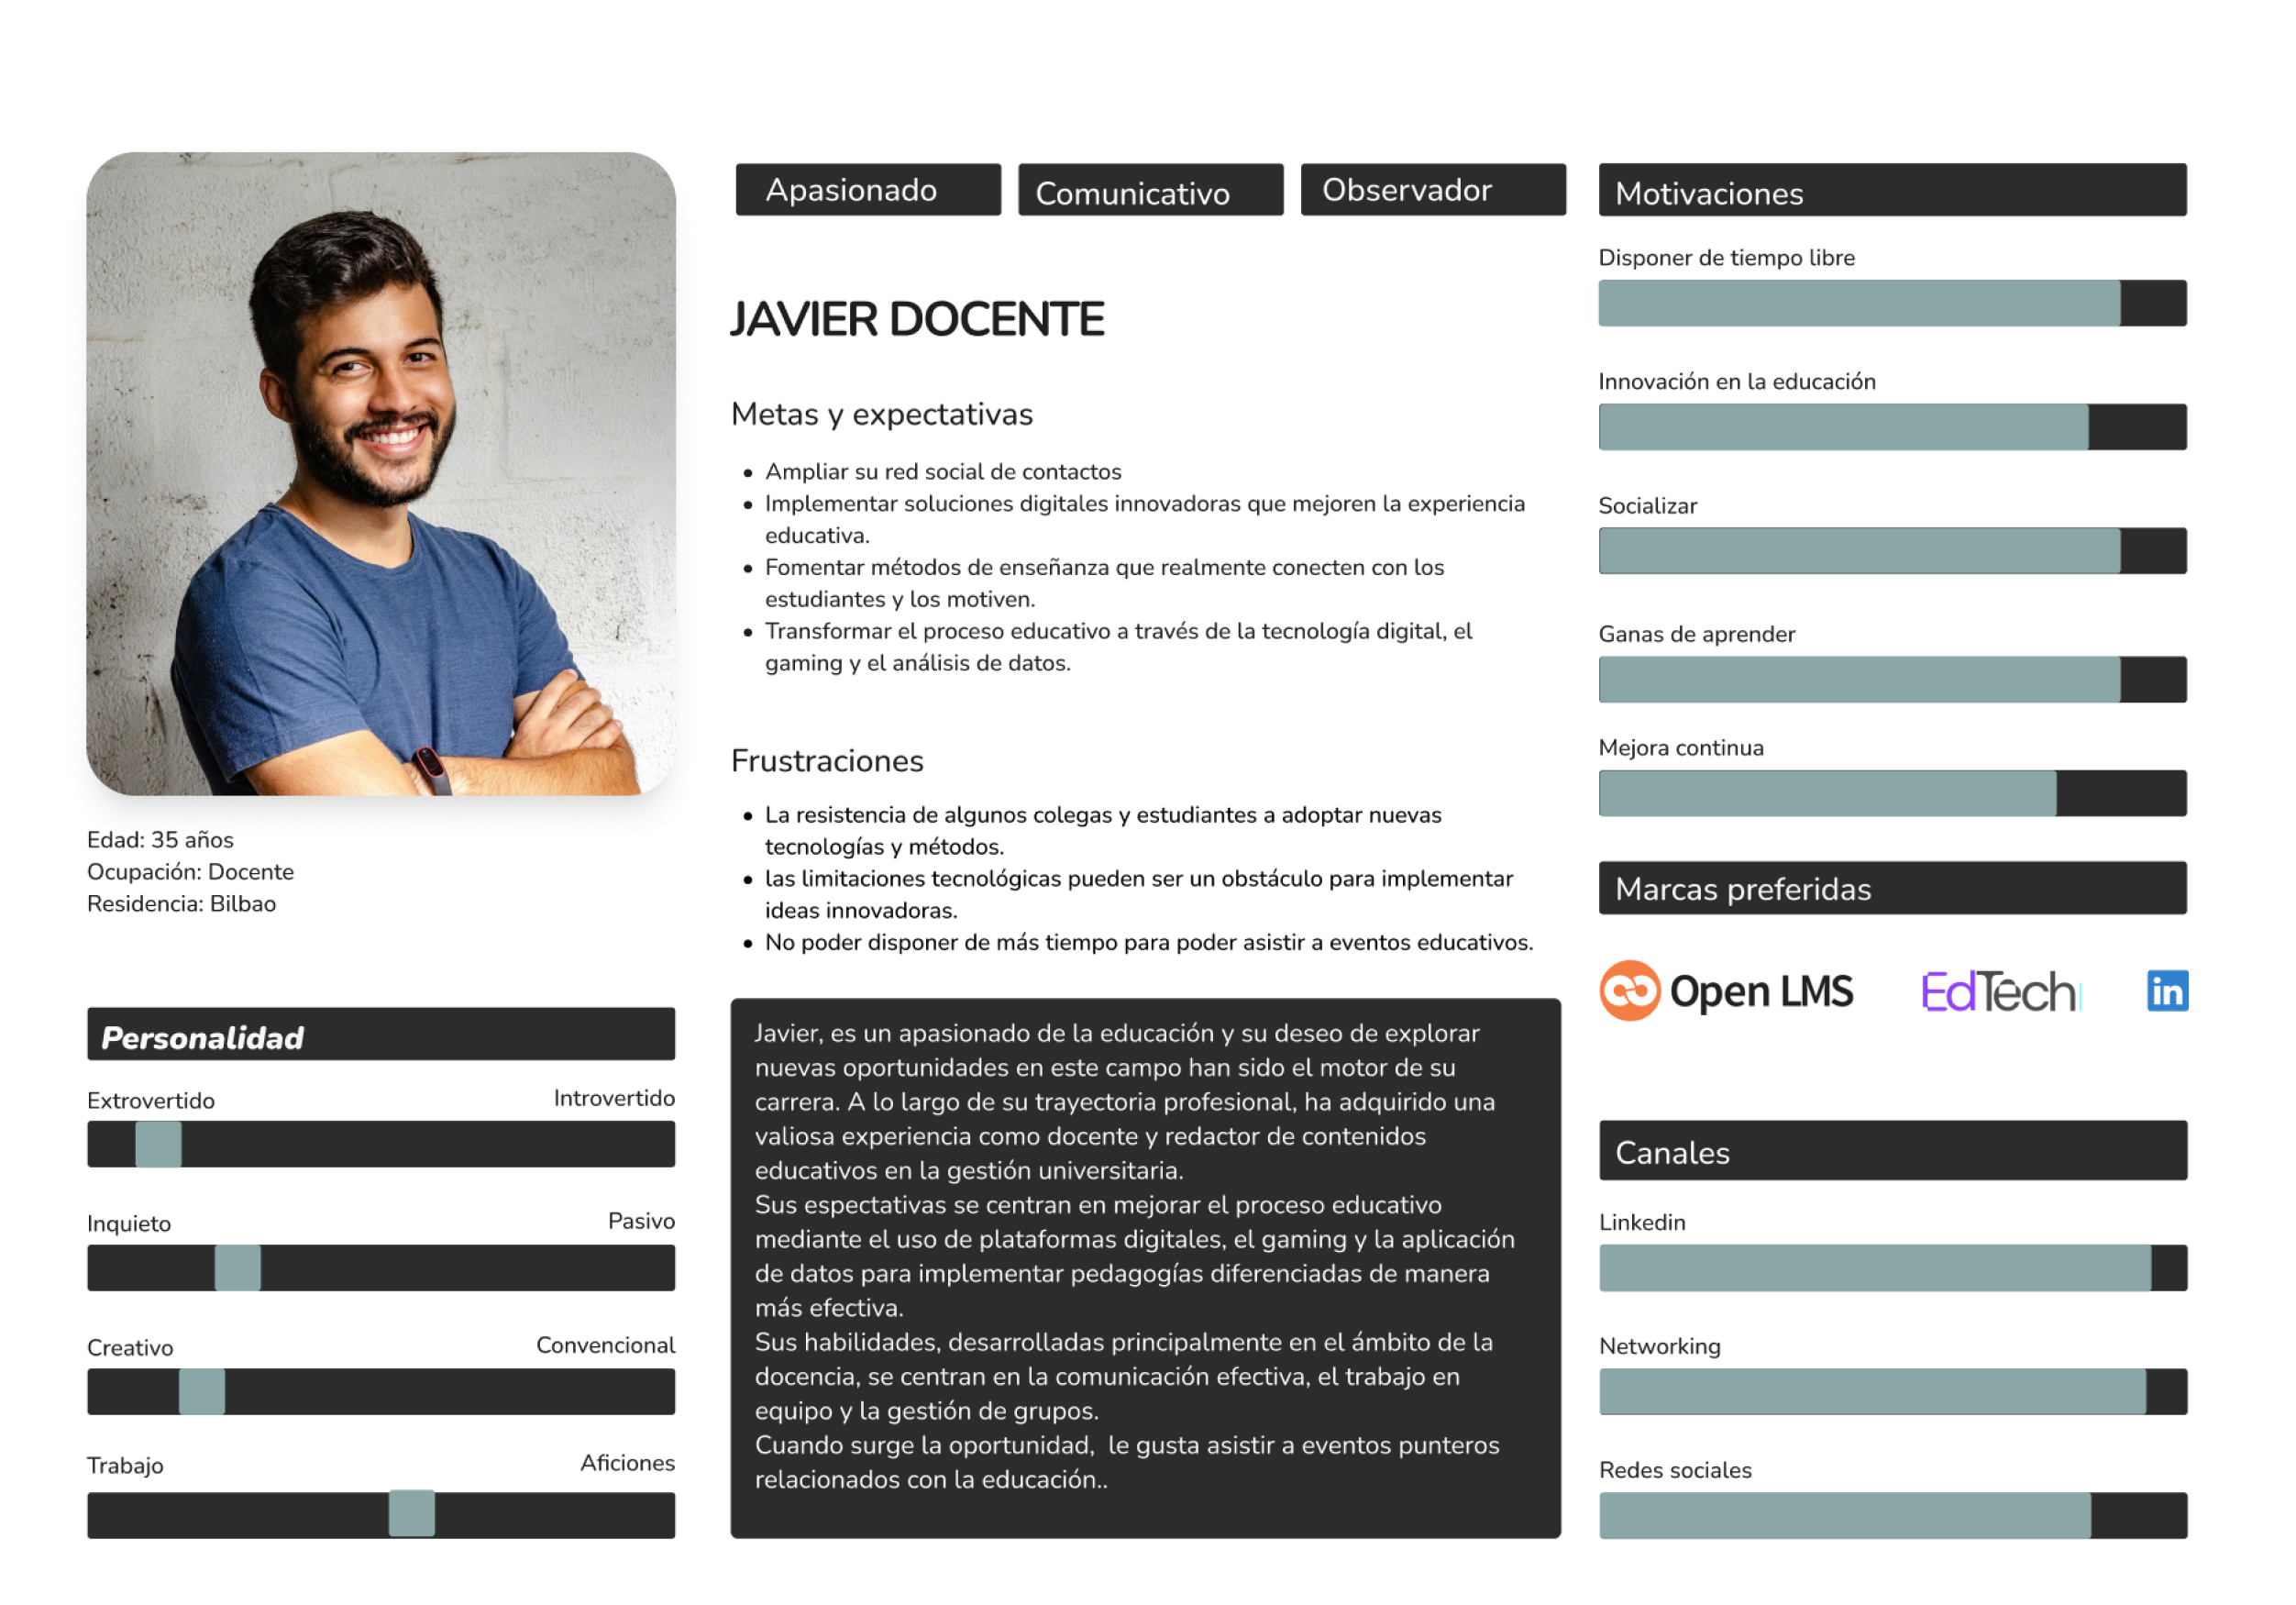 Apasionado
Comunicativo
Observador
JAVIER DOCENTE
Metas y expectativas
• Ampliar su red social de contactos
• Implementar soluciones digitales innovadoras que mejoren la experiencia
educativa.
• Fomentar métodos de enseñanza que realmente conecten con los
estudiantes y los motiven.
• Transformar el proceso educativo a través de la tecnología digital, el
gaming y el análisis de datos.
Frustraciones
• La resistencia de algunos colegas y estudiantes a adoptar nuevas
tecnologías y métodos.
• las limitaciones tecnológicas pueden ser un obstáculo para implementar
ideas innovadoras.
• No poder disponer de más tiempo para poder asistir a eventos educativos.
Edad: 35 años
Ocupación: Docente
Residencia: Bilbao
Personalidad
Extrovertido
Introvertido
Inquieto
Pasivo
Creativo
Convencional
Trabajo
Aficiones
Javier, es un apasionado de la educación y su deseo de explorar
nuevas oportunidades en este campo han sido el motor de su
carrera. A lo largo de su trayectoria profesional, ha adquirido una
valiosa experiencia como docente y redactor de contenidos
educativos en la gestión universitaria.
Sus espectativas se centran en mejorar el proceso educativo
mediante el uso de plataformas digitales, el gaming y la aplicación
de datos para implementar pedagogías diferenciadas de manera
más efectiva.
Sus habilidades, desarrolladas principalmente en el ámbito de la
docencia, se centran en la comunicación efectiva, el trabajo en
equipo y la gestión de grupos.
Cuando surge la oportunidad,  le gusta asistir a eventos punteros
relacionados con la educación..
Motivaciones
Disponer de tiempo libre
Innovación en la educación
Socializar
Ganas de aprender
Mejora continua
Marcas preferidas
Open LMS
EdTech
in
Canales
Linkedin
Networking
Redes sociales